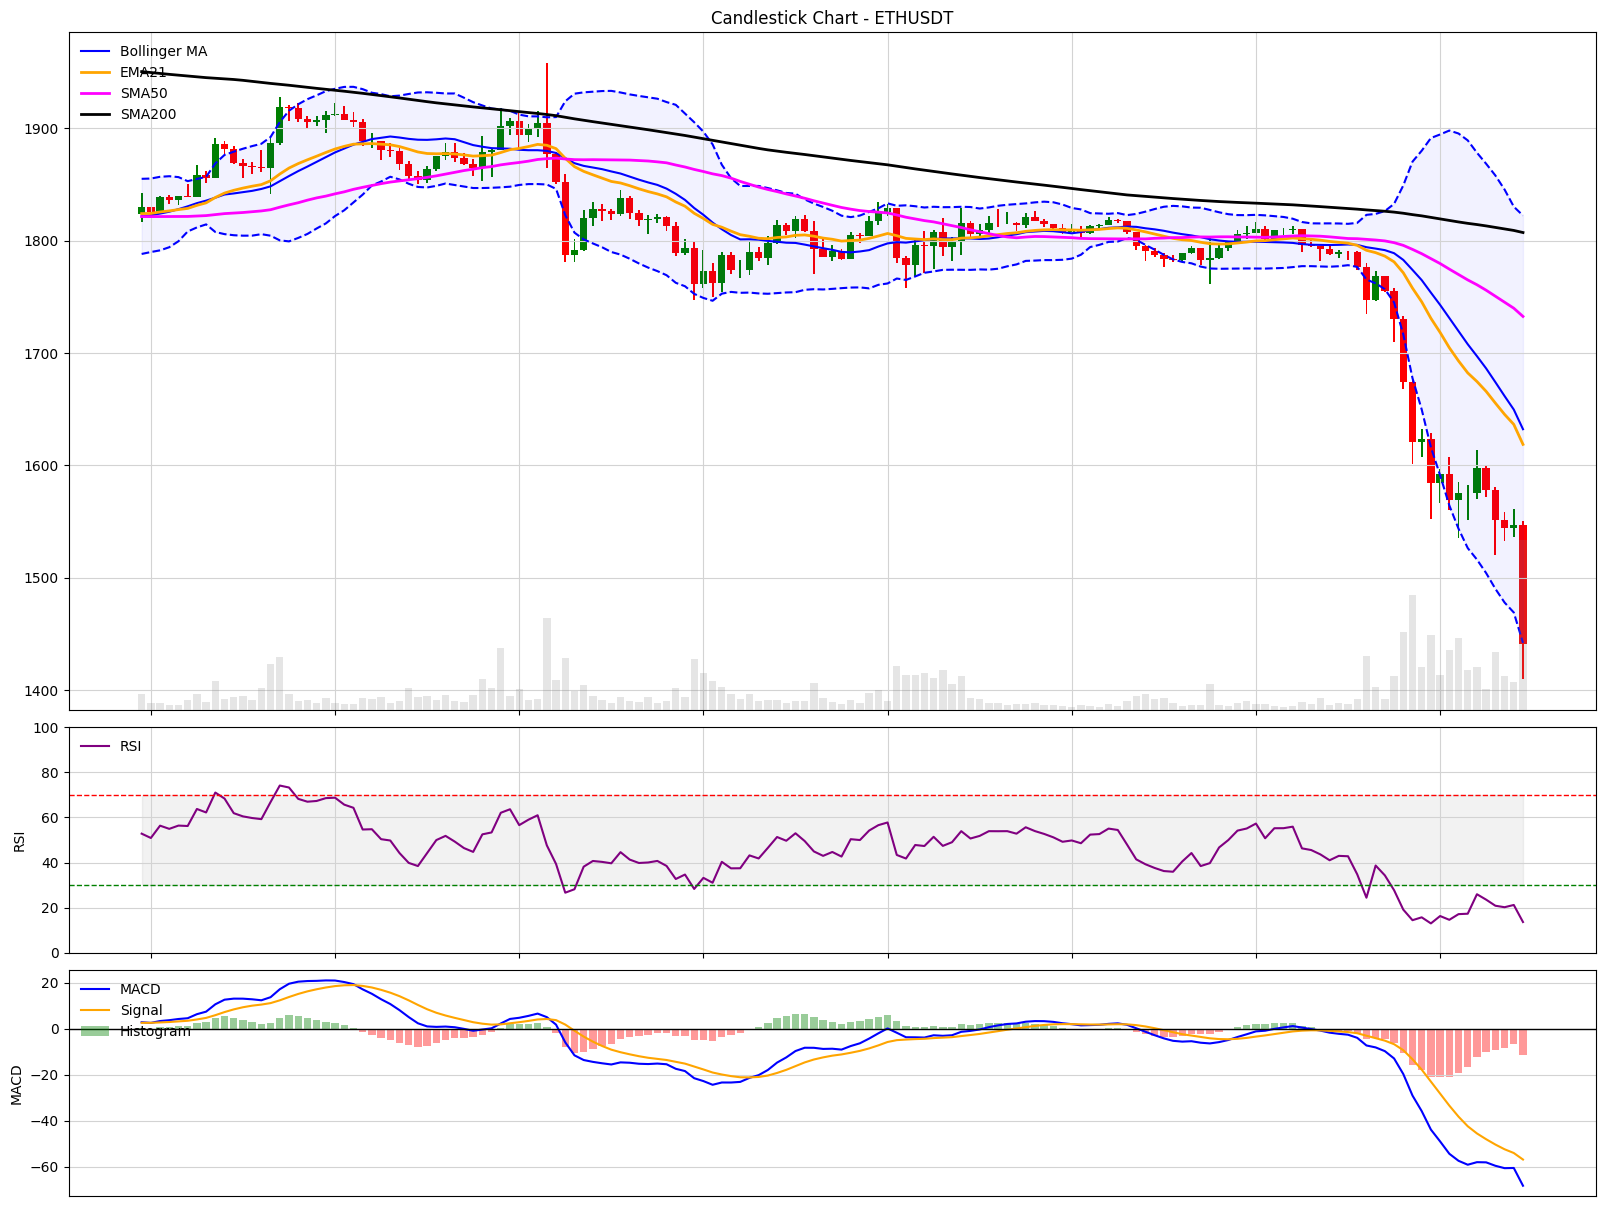 Candlestick Chart - ETHUSDT
Bollinger MA
EMA21
SMA50
SMA200
1900
1800
1700
1600
1500
1400
RSI
100
80
60
40
20
0
RSI
MACD
Signal
Histogram
20
0
−20
−40
−60
MACD